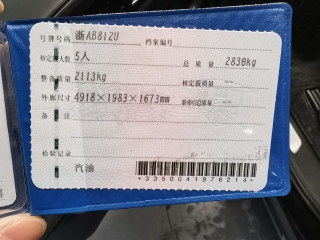 号牌号码 浙AB812U 档案编号
核定载人数 5人 总质量 2830kg
整备质量 2113kg 核定载质量 --
外廓尺寸 4918×1983×1673mm 准牵引总质量 --
备注
检验记录
汽油
*3350041976214*